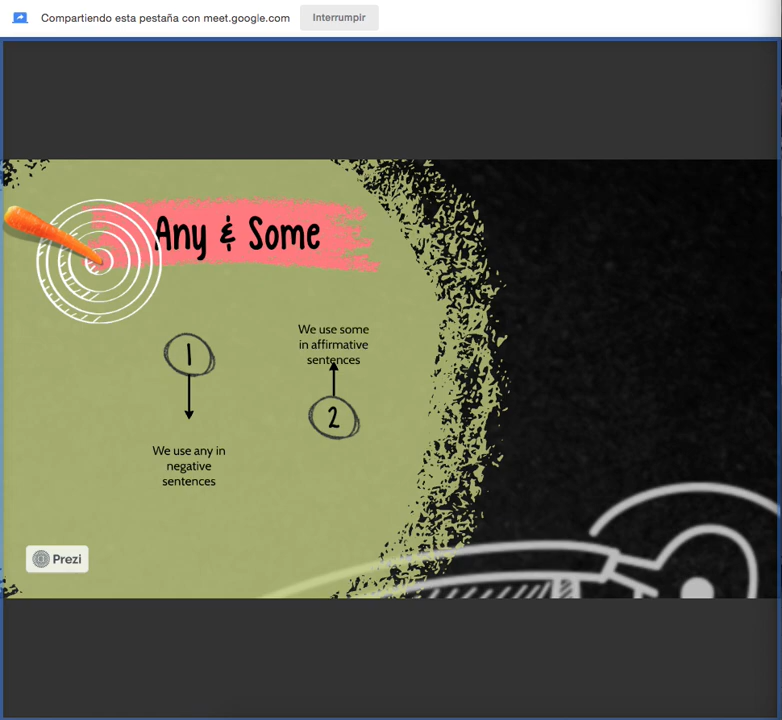 Compartiendo esta pestaña con meet.google.com
Interrumpir
Any & Some
1
We use any in
negative
sentences
We use some
in affirmative
sentences
2
Prezi